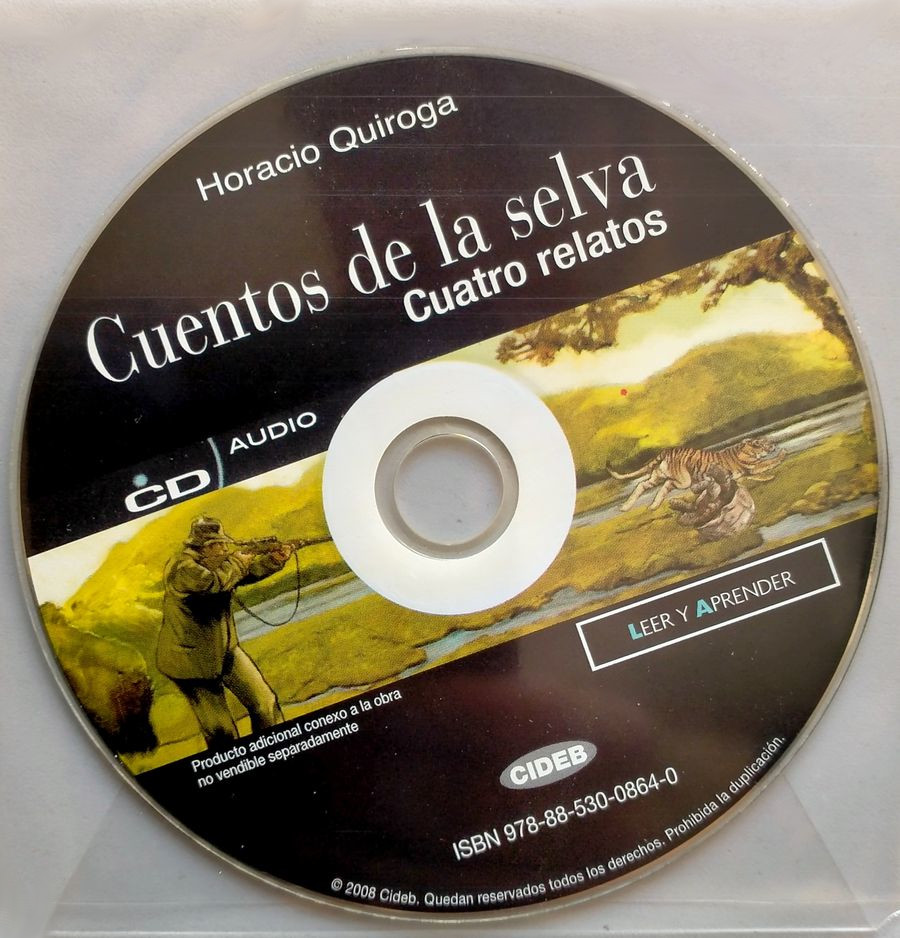 Horacio Quiroga
Cuentos de la selva
Cuatro relatos
CD AUDIO
LEER Y APRENDER
Producto adicional conexo a la obra
no vendible separadamente
CIDEB
ISBN 978-88-530-0864-0
© 2008 Cideb. Quedan reservados todos los derechos. Prohibida la duplicación.